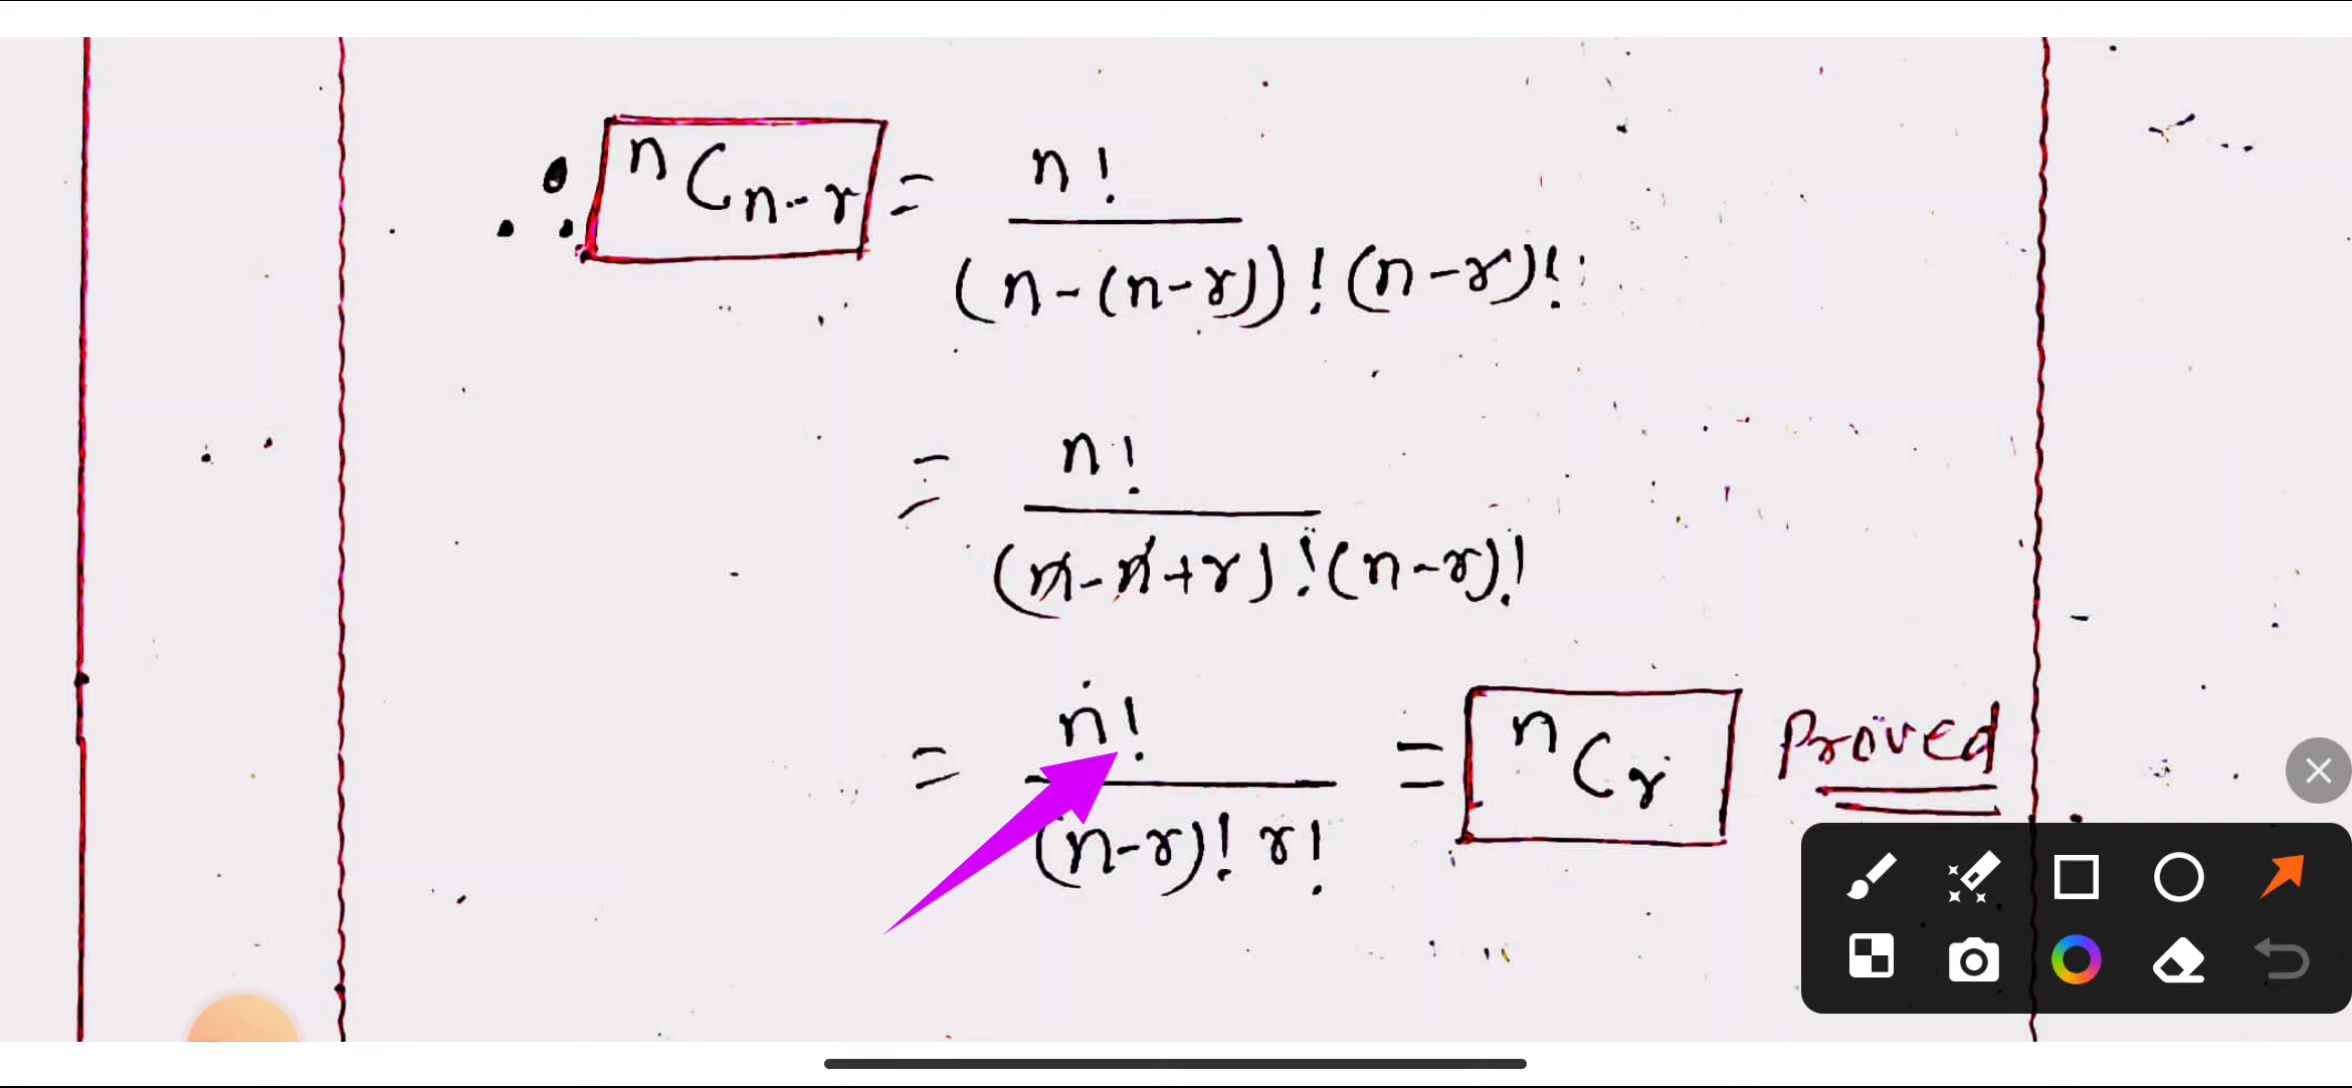 ∴ ⁿCₙ₋ᵣ = n! / (n-(n-r))! (n-r)!
= n! / (n-n+r)! (n-r)!
= n! / (n-r)! r! = ⁿCᵣ Proved